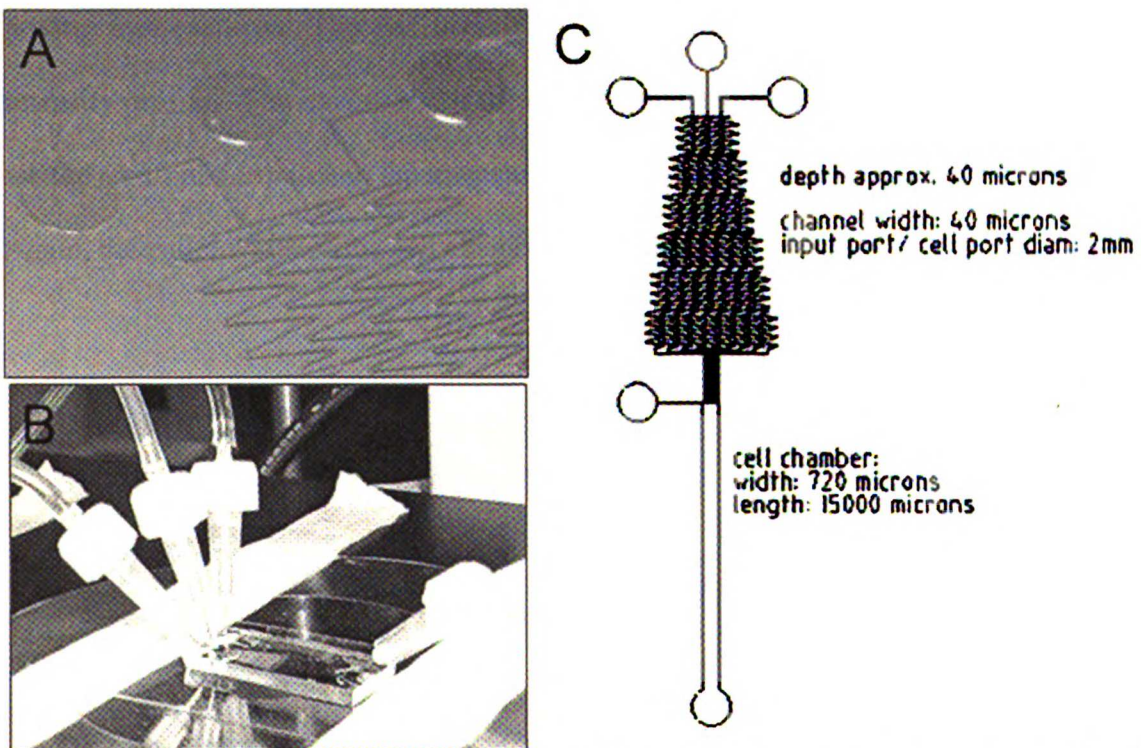 A
B
C
depth approx. 40 microns
channel width: 40 microns
input port/ cell port diam: 2mm
cell chamber:
width: 720 microns
length: 15000 microns